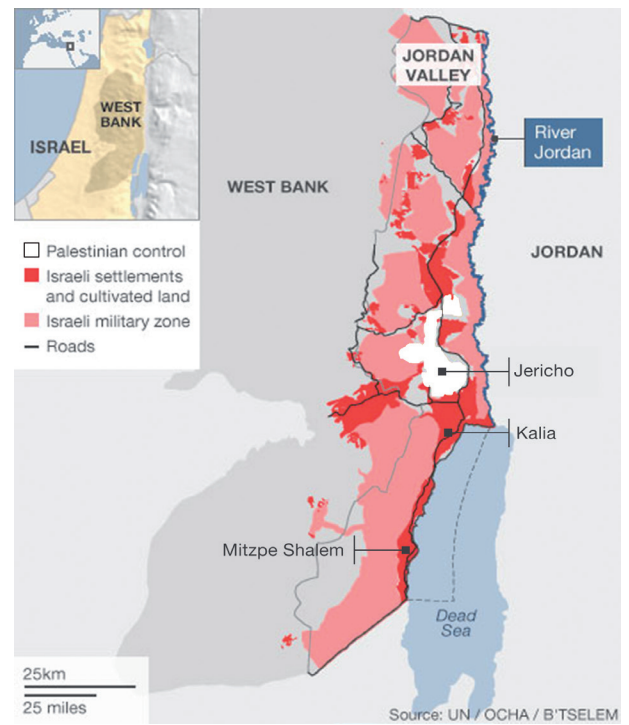 WEST
BANK
ISRAEL
Palestinian control
Israeli settlements
and cultivated land
Israeli military zone
Roads
JORDAN
VALLEY
River
Jordan
WEST BANK
JORDAN
Jericho
Kalia
Mitzpe Shalem
Dead
Sea
25km
25 miles
Source: UN / OCHA / B'TSELEM